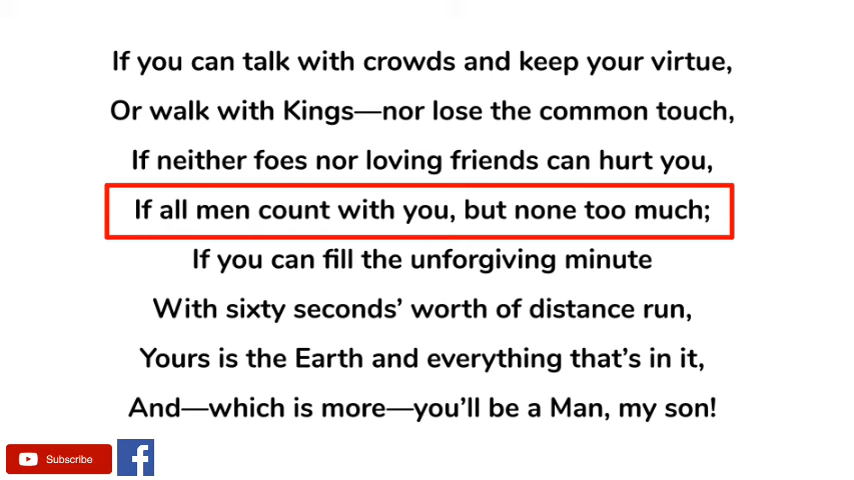 If you can talk with crowds and keep your virtue,
Or walk with Kings—nor lose the common touch,
If neither foes nor loving friends can hurt you,
If all men count with you, but none too much;
If you can fill the unforgiving minute
With sixty seconds’ worth of distance run,
Yours is the Earth and everything that’s in it,
And—which is more—you’ll be a Man, my son!
Subscribe